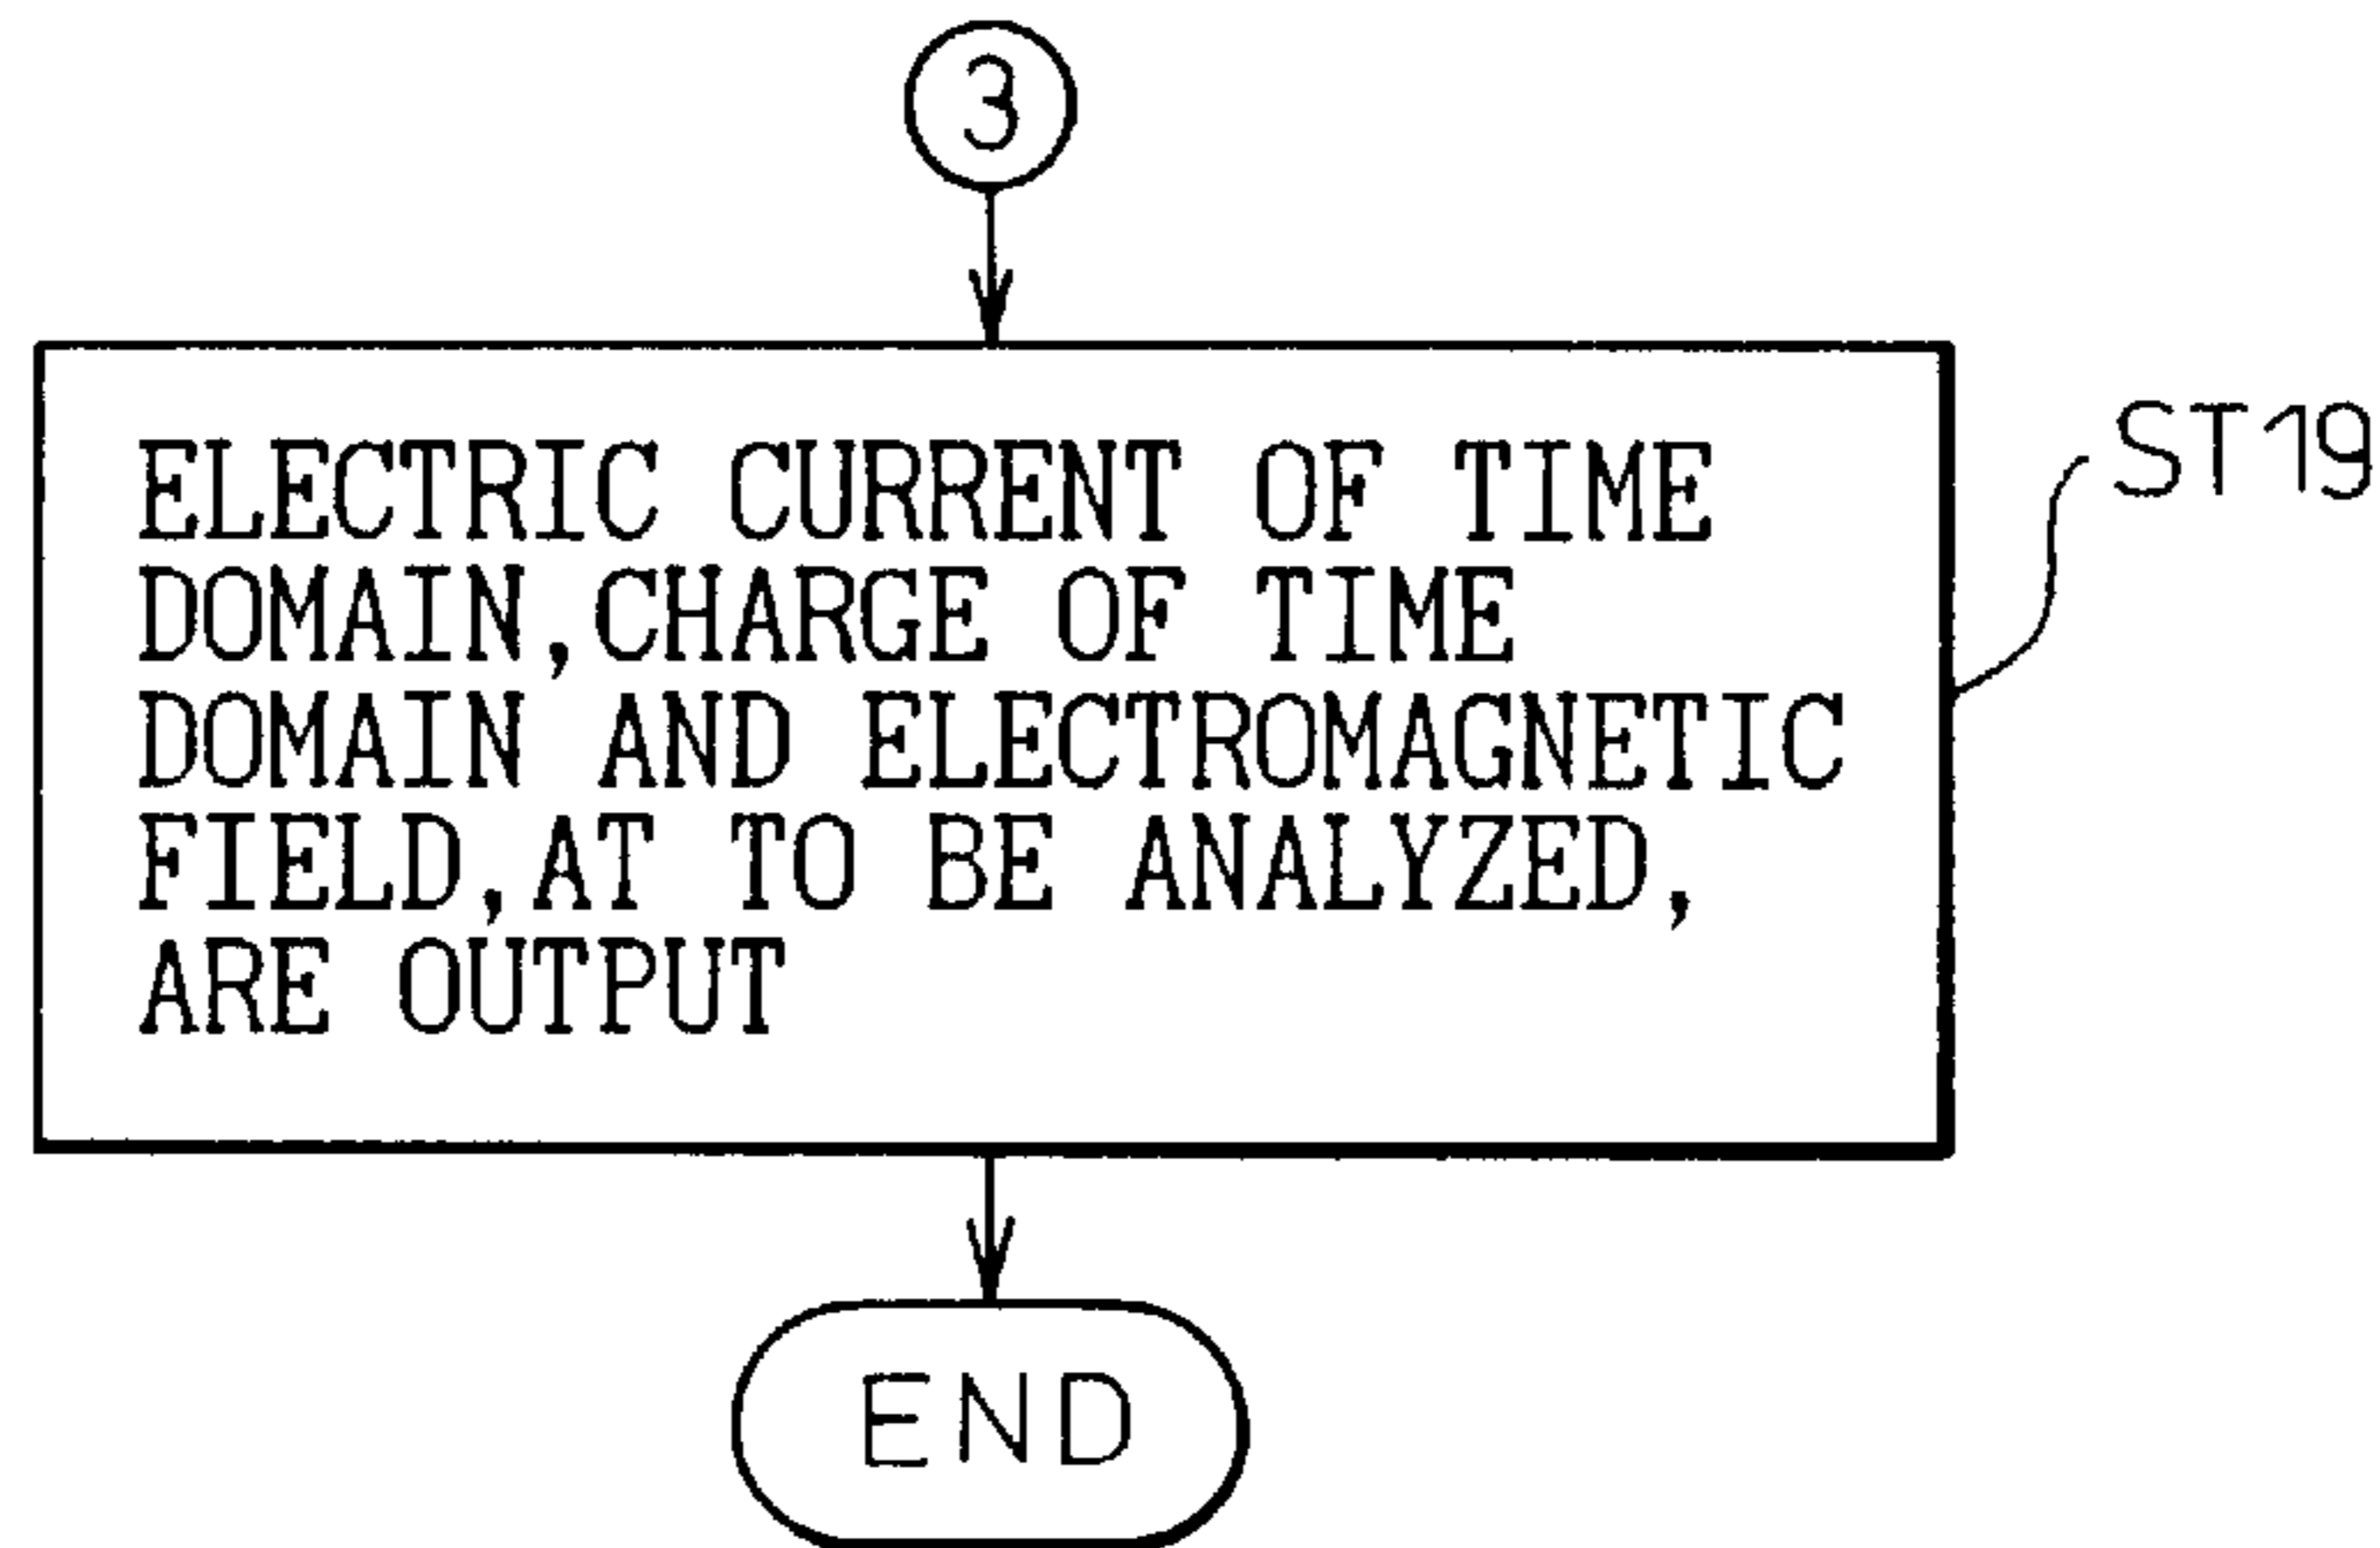 3
ELECTRIC CURRENT OF TIME
DOMAIN,CHARGE OF TIME
DOMAIN AND ELECTROMAGNETIC
FIELD,AT TO BE ANALYZED,
ARE OUTPUT
ST19
END